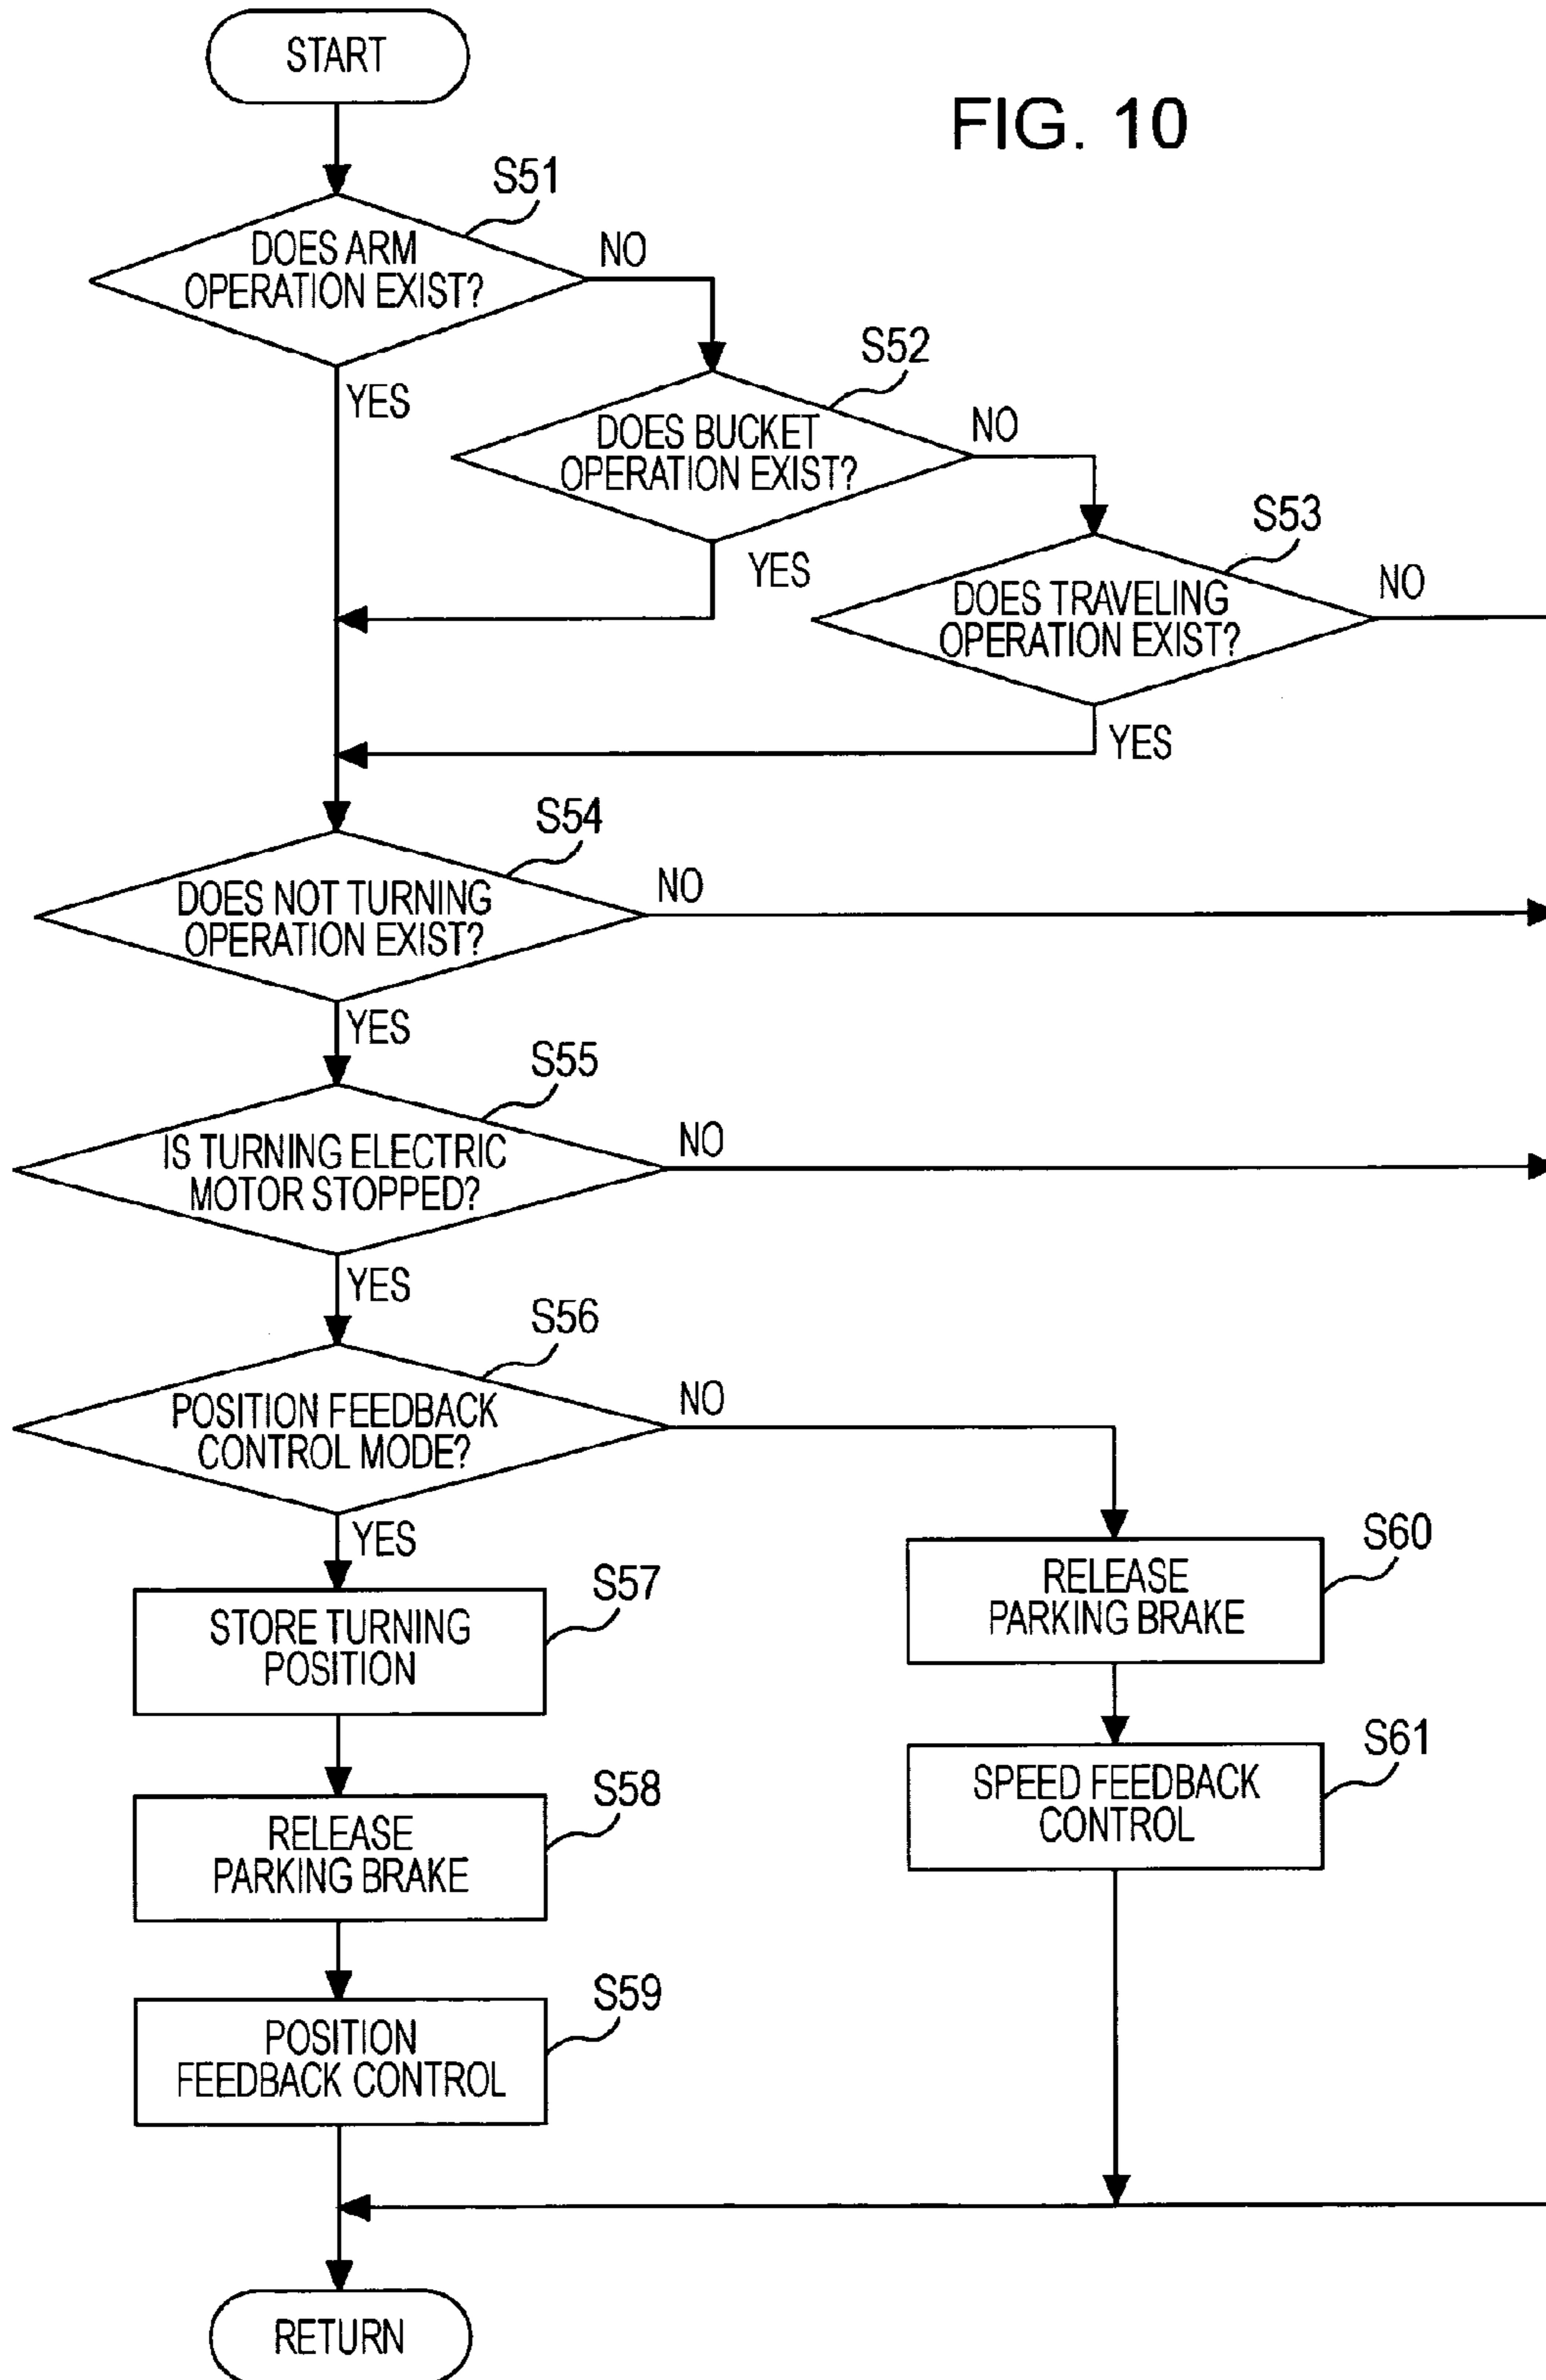 START
FIG. 10
S51
DOES ARM
OPERATION EXIST?
NO
YES
S52
DOES BUCKET
OPERATION EXIST?
NO
YES
S53
DOES TRAVELING
OPERATION EXIST?
NO
YES
S54
DOES NOT TURNING
OPERATION EXIST?
NO
YES
S55
IS TURNING ELECTRIC
MOTOR STOPPED?
NO
YES
S56
POSITION FEEDBACK
CONTROL MODE?
NO
YES
S57
STORE TURNING
POSITION
S58
RELEASE
PARKING BRAKE
S59
POSITION
FEEDBACK CONTROL
S60
RELEASE
PARKING BRAKE
S61
SPEED FEEDBACK
CONTROL
RETURN